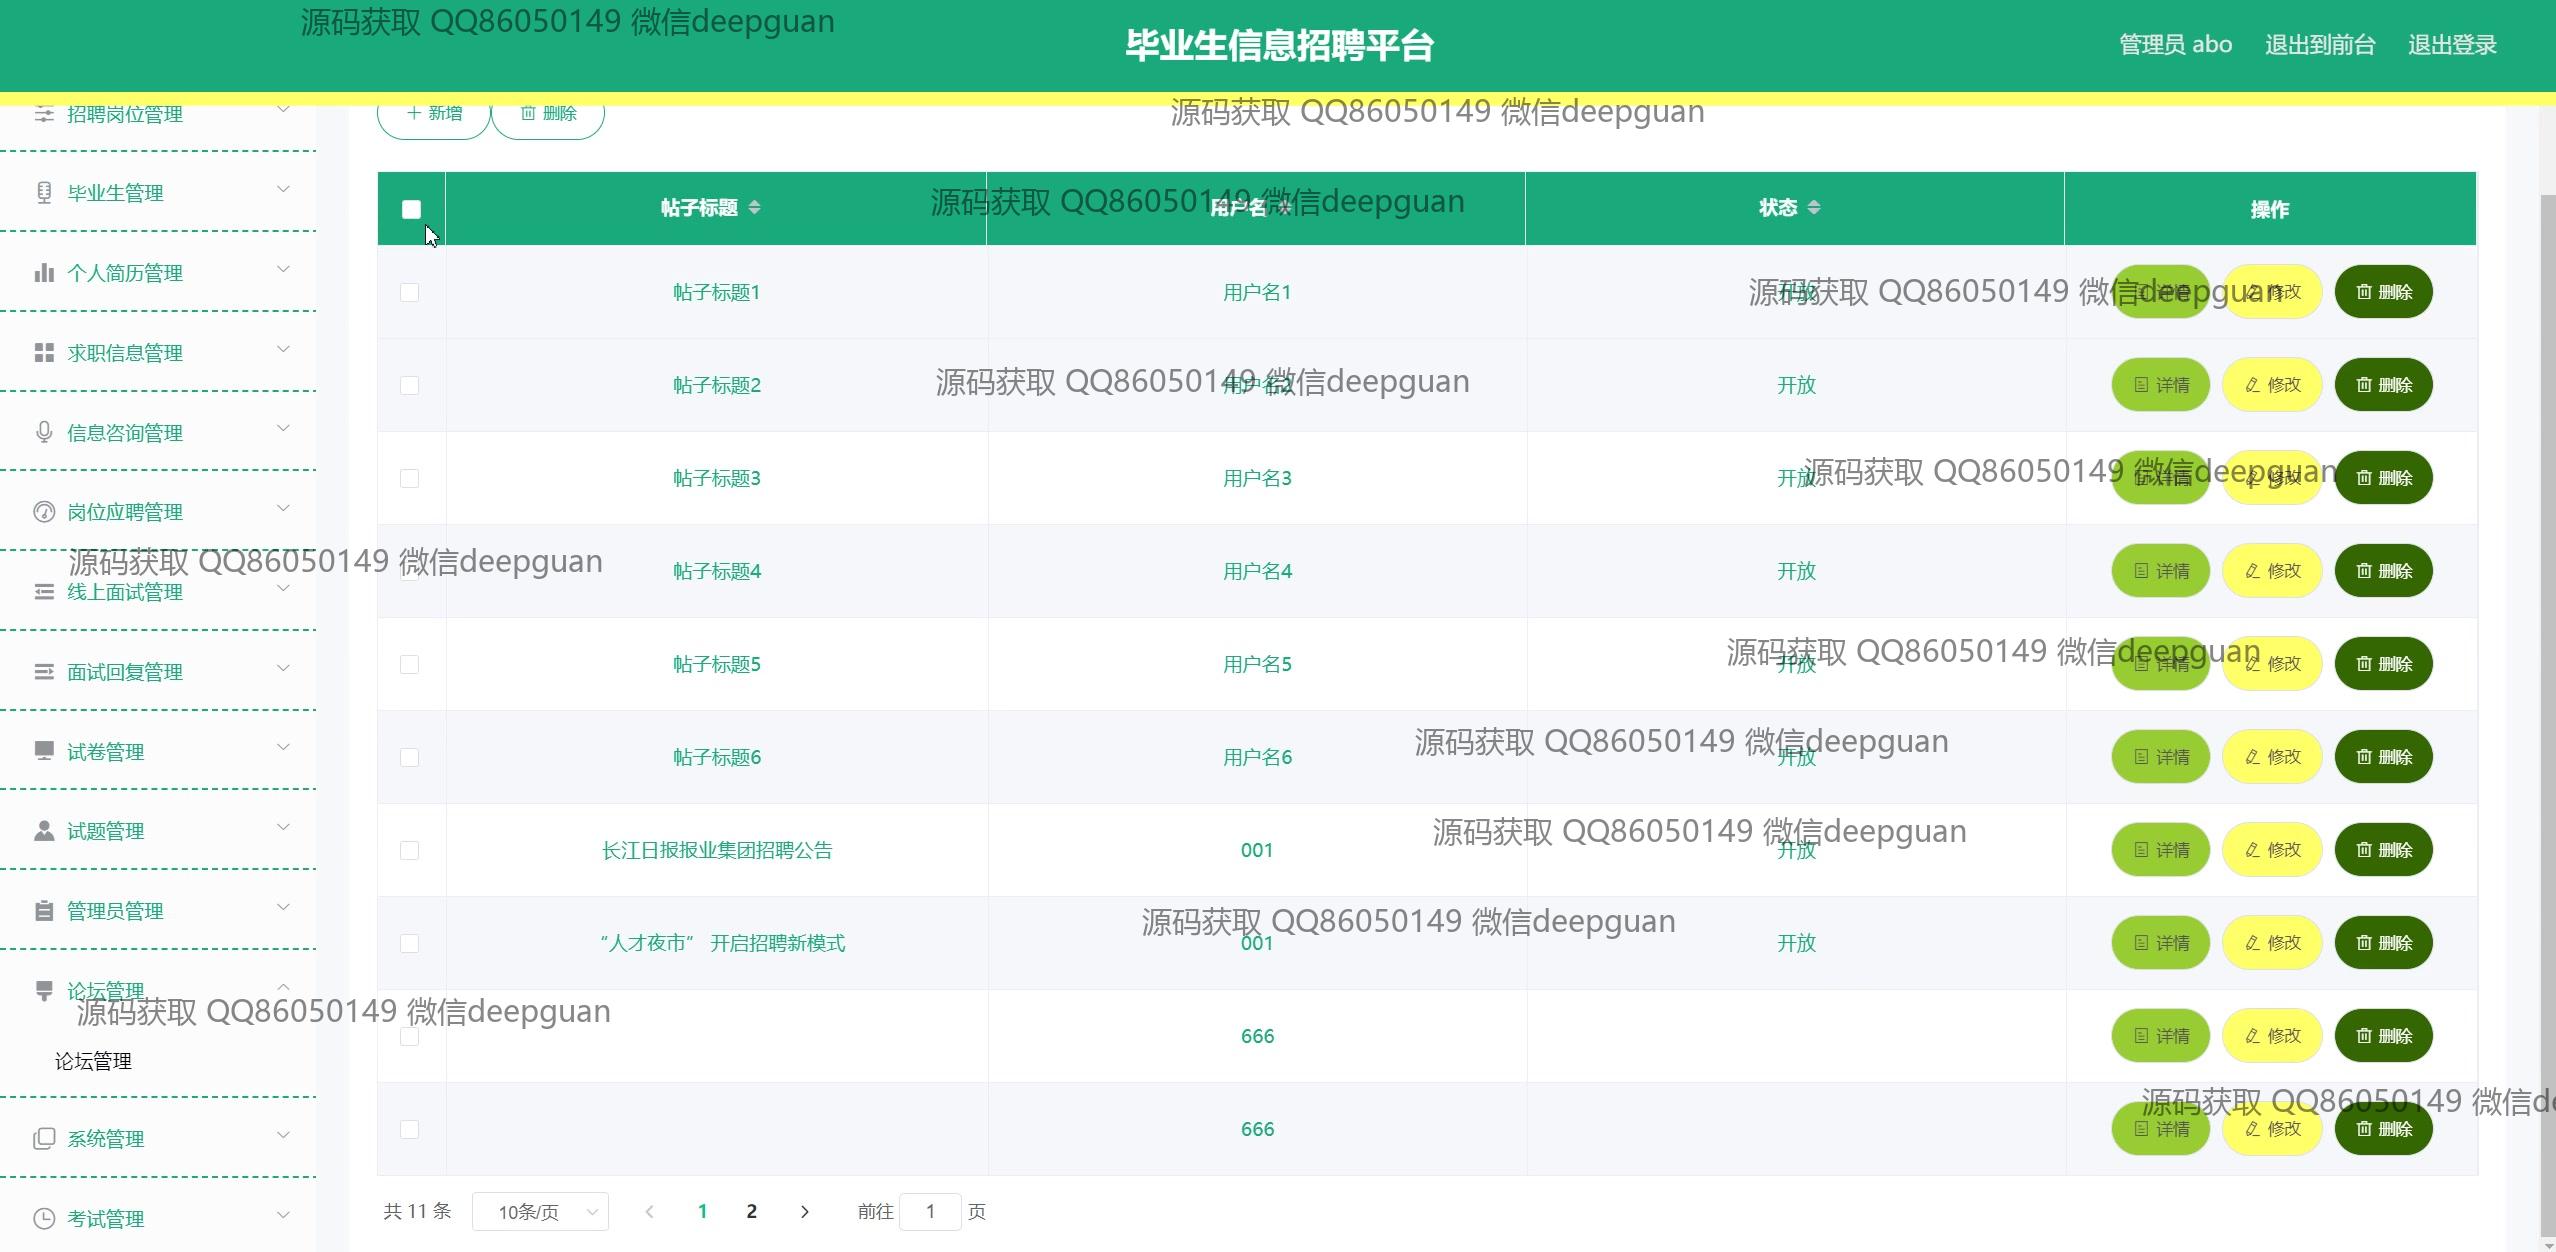 源码获取 QQ86050149 微信deepguan
毕业生信息招聘平台
管理员 abo 退出到前台 退出登录
招聘岗位管理
新增 删除
源码获取 QQ86050149 微信deepguan
毕业生管理
帖子标题 用户名 状态 操作
源码获取 QQ86050149 微信deepguan
个人简历管理
帖子标题1 用户名1 开放 详情 修改 删除
源码获取 QQ86050149 微信deepguan
求职信息管理
帖子标题2 用户名2 开放 详情 修改 删除
源码获取 QQ86050149 微信deepguan
信息咨询管理
帖子标题3 用户名3 开放 详情 修改 删除
源码获取 QQ86050149 微信deepguan
岗位应聘管理
源码获取 QQ86050149 微信deepguan
帖子标题4 用户名4 开放 详情 修改 删除
线上面试管理
源码获取 QQ86050149 微信deepguan
帖子标题5 用户名5 开放 详情 修改 删除
面试回复管理
源码获取 QQ86050149 微信deepguan
试卷管理
帖子标题6 用户名6 开放 详情 修改 删除
试题管理
源码获取 QQ86050149 微信deepguan
长江日报报业集团招聘公告 001 开放 详情 修改 删除
管理员管理
源码获取 QQ86050149 微信deepguan
“人才夜市” 开启招聘新模式 001 开放 详情 修改 删除
论坛管理
源码获取 QQ86050149 微信deepguan
666 详情 修改 删除
论坛管理
源码获取 QQ86050149 微信de
666 详情 修改 删除
系统管理
考试管理
共 11 条 10条/页 1 2 前往 1 页